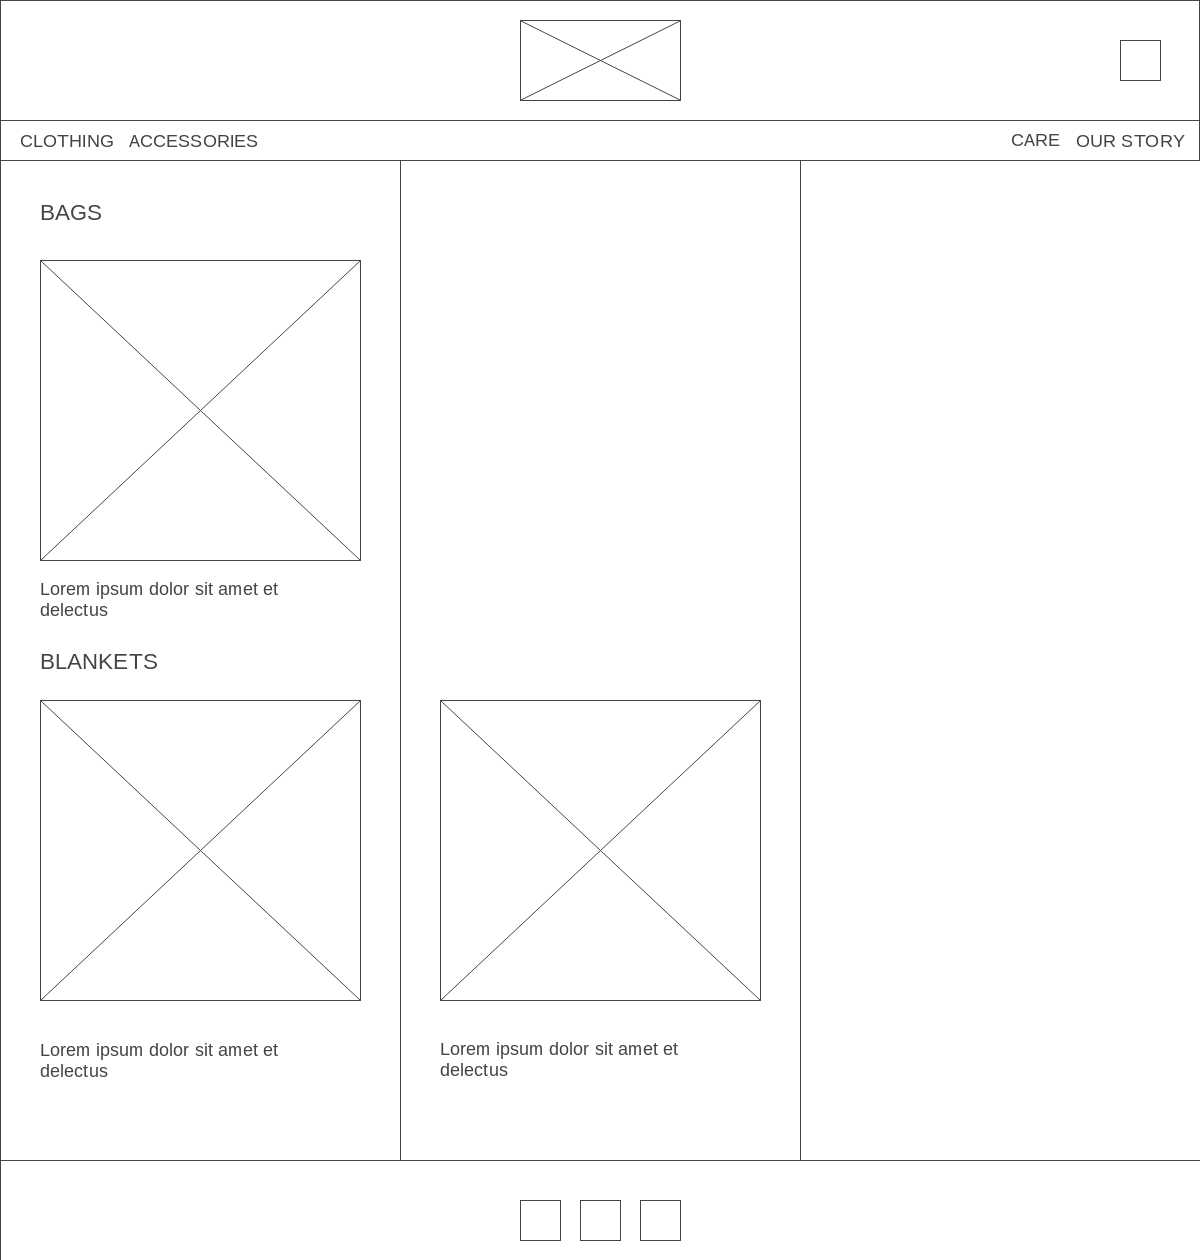 CLOTHING ACCESSORIES CARE OUR STORY
BAGS
Lorem ipsum dolor sit amet et
delectus
BLANKETS
Lorem ipsum dolor sit amet et
delectus
Lorem ipsum dolor sit amet et
delectus